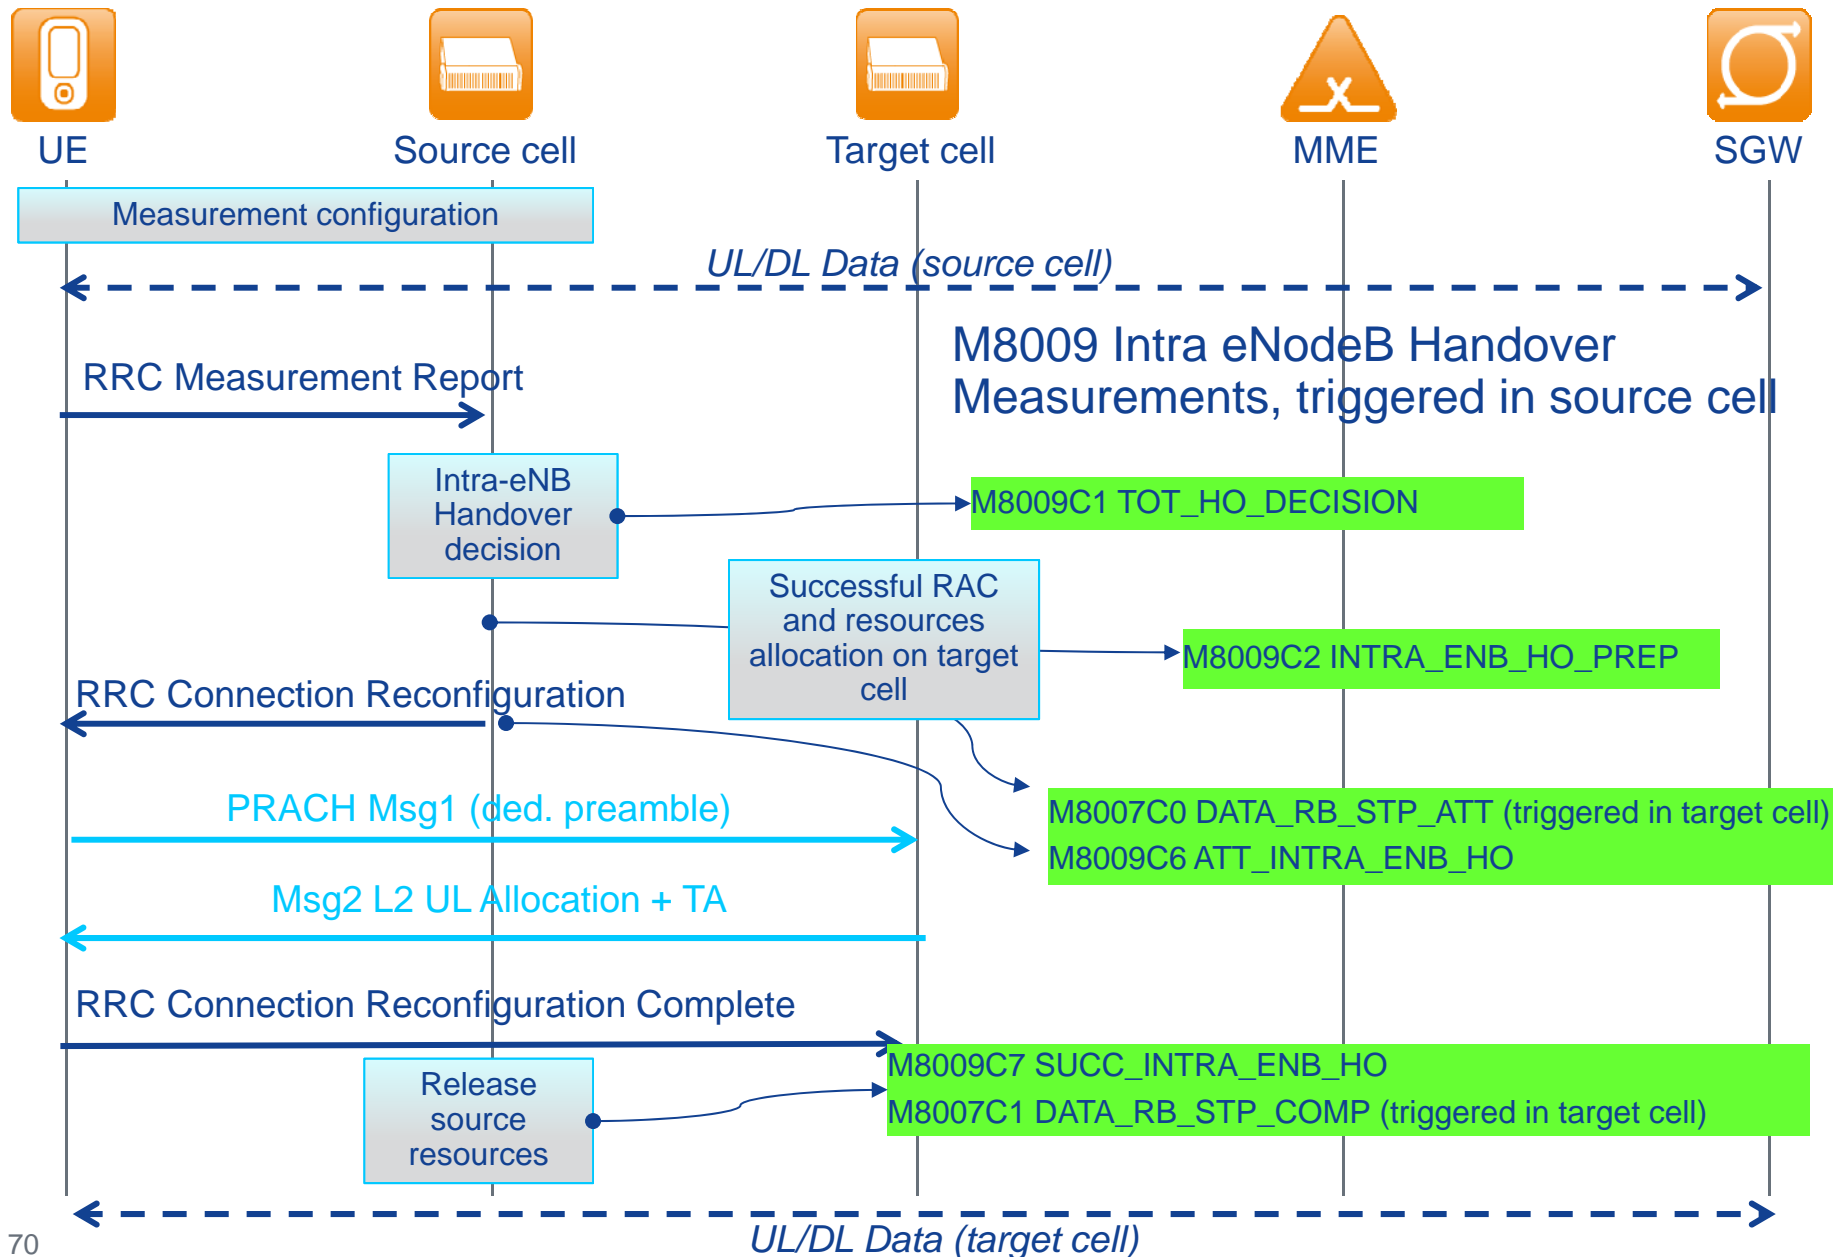 UE
Source cell
Target cell
MME
SGW
Measurement configuration
UL/DL Data (source cell)
M8009 Intra eNodeB Handover
Measurements, triggered in source cell
RRC Measurement Report
Intra-eNB
Handover
decision
M8009C1 TOT_HO_DECISION
Successful RAC
and resources
allocation on target
cell
M8009C2 INTRA_ENB_HO_PREP
RRC Connection Reconfiguration
PRACH Msg1 (ded. preamble)
M8007C0 DATA_RB_STP_ATT (triggered in target cell)
M8009C6 ATT_INTRA_ENB_HO
Msg2 L2 UL Allocation + TA
RRC Connection Reconfiguration Complete
M8009C7 SUCC_INTRA_ENB_HO
M8007C1 DATA_RB_STP_COMP (triggered in target cell)
Release
source
resources
UL/DL Data (target cell)
70